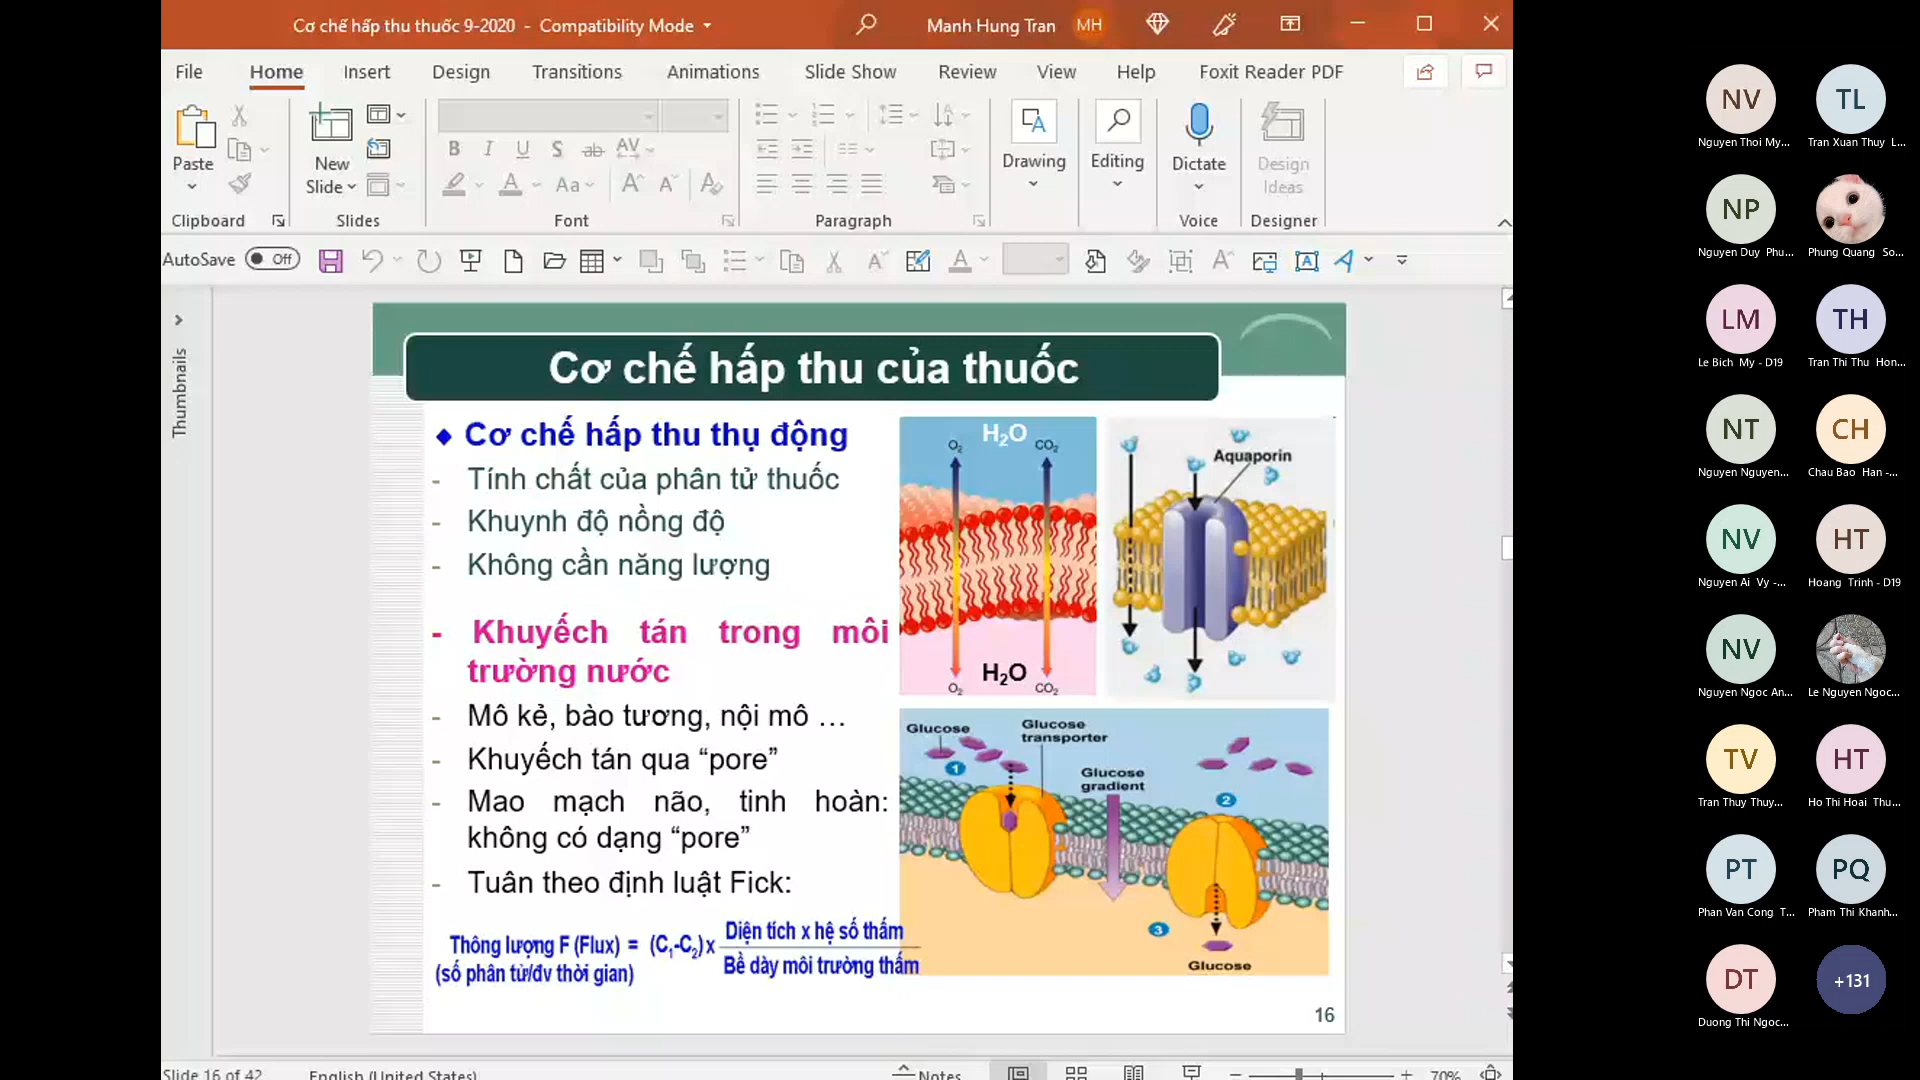 Cơ chế hấp thu thuốc 9-2020 - Compatibility Mode
Manh Hung Tran
MH
File
Home
Insert
Design
Transitions
Animations
Slide Show
Review
View
Help
Foxit Reader PDF
Paste
New
Slide
Drawing
Editing
Dictate
Design
Ideas
Clipboard
Slides
Font
Paragraph
Voice
Designer
AutoSave
Off
Thumbnails
Cơ chế hấp thu của thuốc
Cơ chế hấp thu thụ động
- Tính chất của phân tử thuốc
- Khuynh độ nồng độ
- Không cần năng lượng
- Khuyếch tán trong môi
trường nước
- Mô kẻ, bào tương, nội mô …
- Khuyếch tán qua “pore”
- Mao mạch não, tinh hoàn:
không có dạng “pore”
- Tuân theo định luật Fick:
Thông lượng F (Flux) = (C1-C2)x
Diện tích x hệ số thấm
Bề dày môi trường thấm
(số phân tử/đv thời gian)
H2O
O2
CO2
H2O
O2
CO2
Aquaporin
Glucose
Glucose
transporter
Glucose
gradient
1
2
3
Glucose
16
Slide 16 of 42
English (United States)
Notes
70%
NV
Nguyen Thoi My...
TL
Tran Xuan Thuy L...
NP
Nguyen Duy Phu...
Phung Quang So...
LM
Le Bich My - D19
TH
Tran Thi Thu Hon...
NT
Nguyen Nguyen...
CH
Chau Bao Han -...
NV
Nguyen Ai Vy -...
HT
Hoang Trinh - D19
NV
Nguyen Ngoc An...
Le Nguyen Ngoc...
TV
Tran Thuy Thuy...
HT
Ho Thi Hoai Thu...
PT
Phan Van Cong T...
PQ
Pham Thi Khanh...
DT
Duong Thi Ngoc...
+131